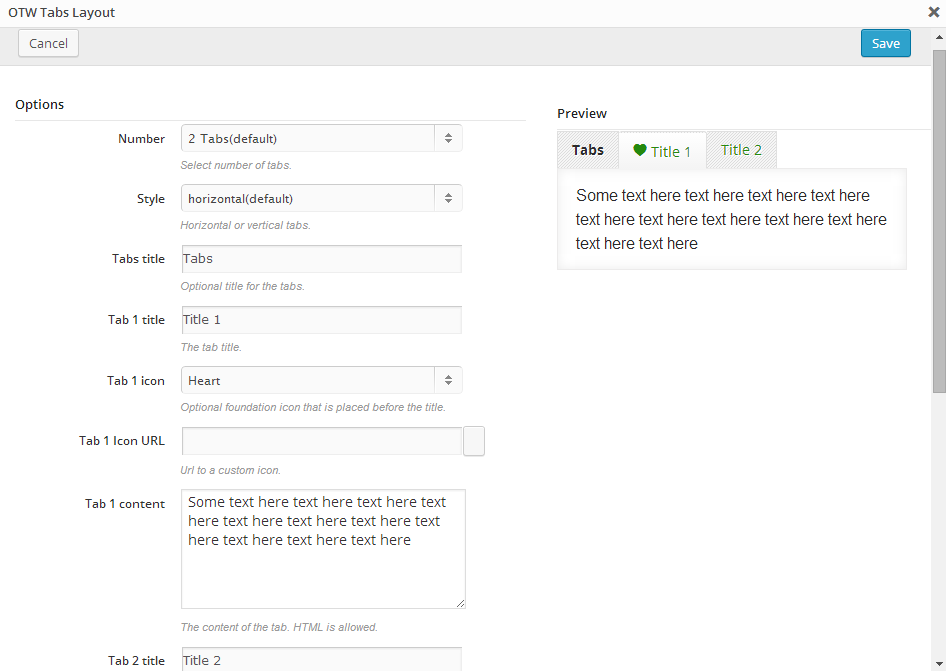 OTW Tabs Layout
Cancel
Save
Options
Number
2 Tabs(default)
Select number of tabs.
Style
horizontal(default)
Horizontal or vertical tabs.
Tabs title
Tabs
Optional title for the tabs.
Tab 1 title
Title 1
The tab title.
Tab 1 icon
Heart
Optional foundation icon that is placed before the title.
Tab 1 Icon URL
Url to a custom icon.
Tab 1 content
Some text here text here text here text
here text here text here text here text
here text here text here text here
The content of the tab. HTML is allowed.
Tab 2 title
Title 2
Preview
Tabs
Title 1
Title 2
Some text here text here text here text here
text here text here text here text here text here
text here text here